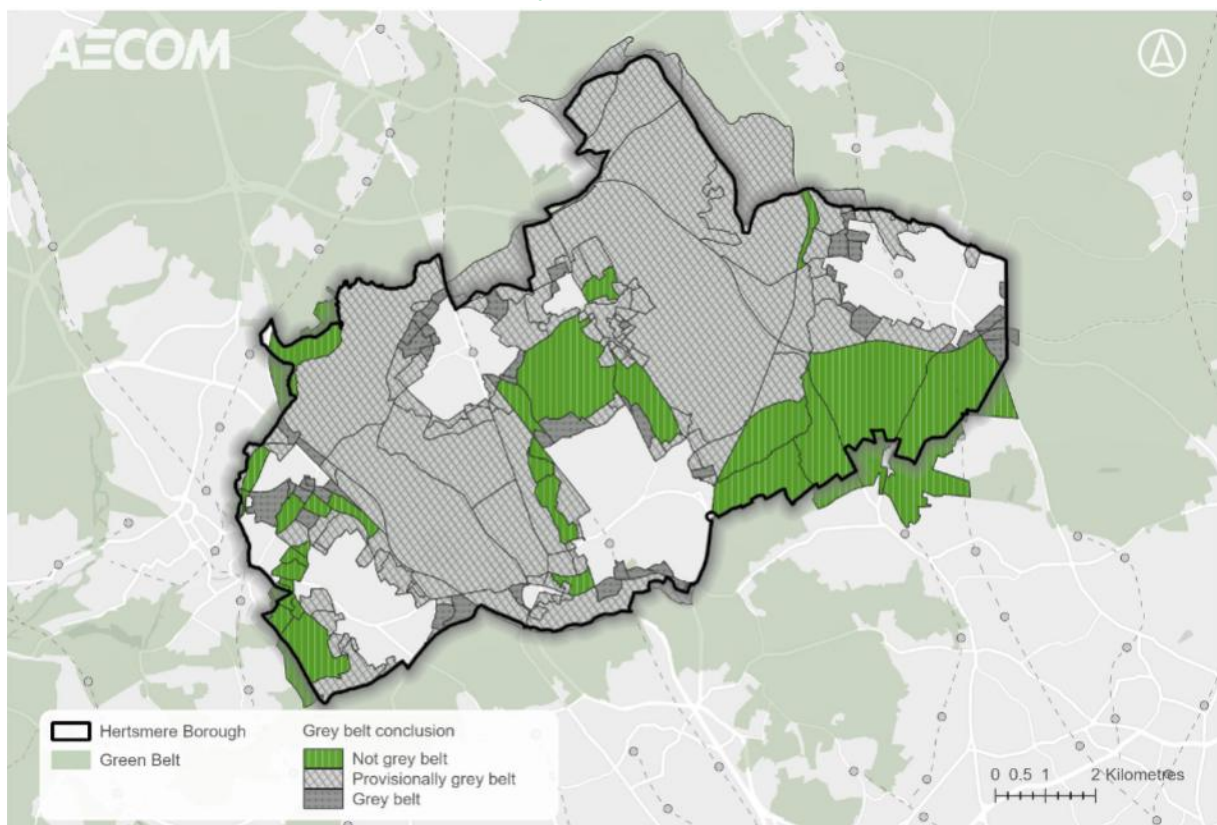 AECOM
Hertsmere Borough
Green Belt
Grey belt conclusion
Not grey belt
Provisionally grey belt
Grey belt
0 0.5 1 2 Kilometres